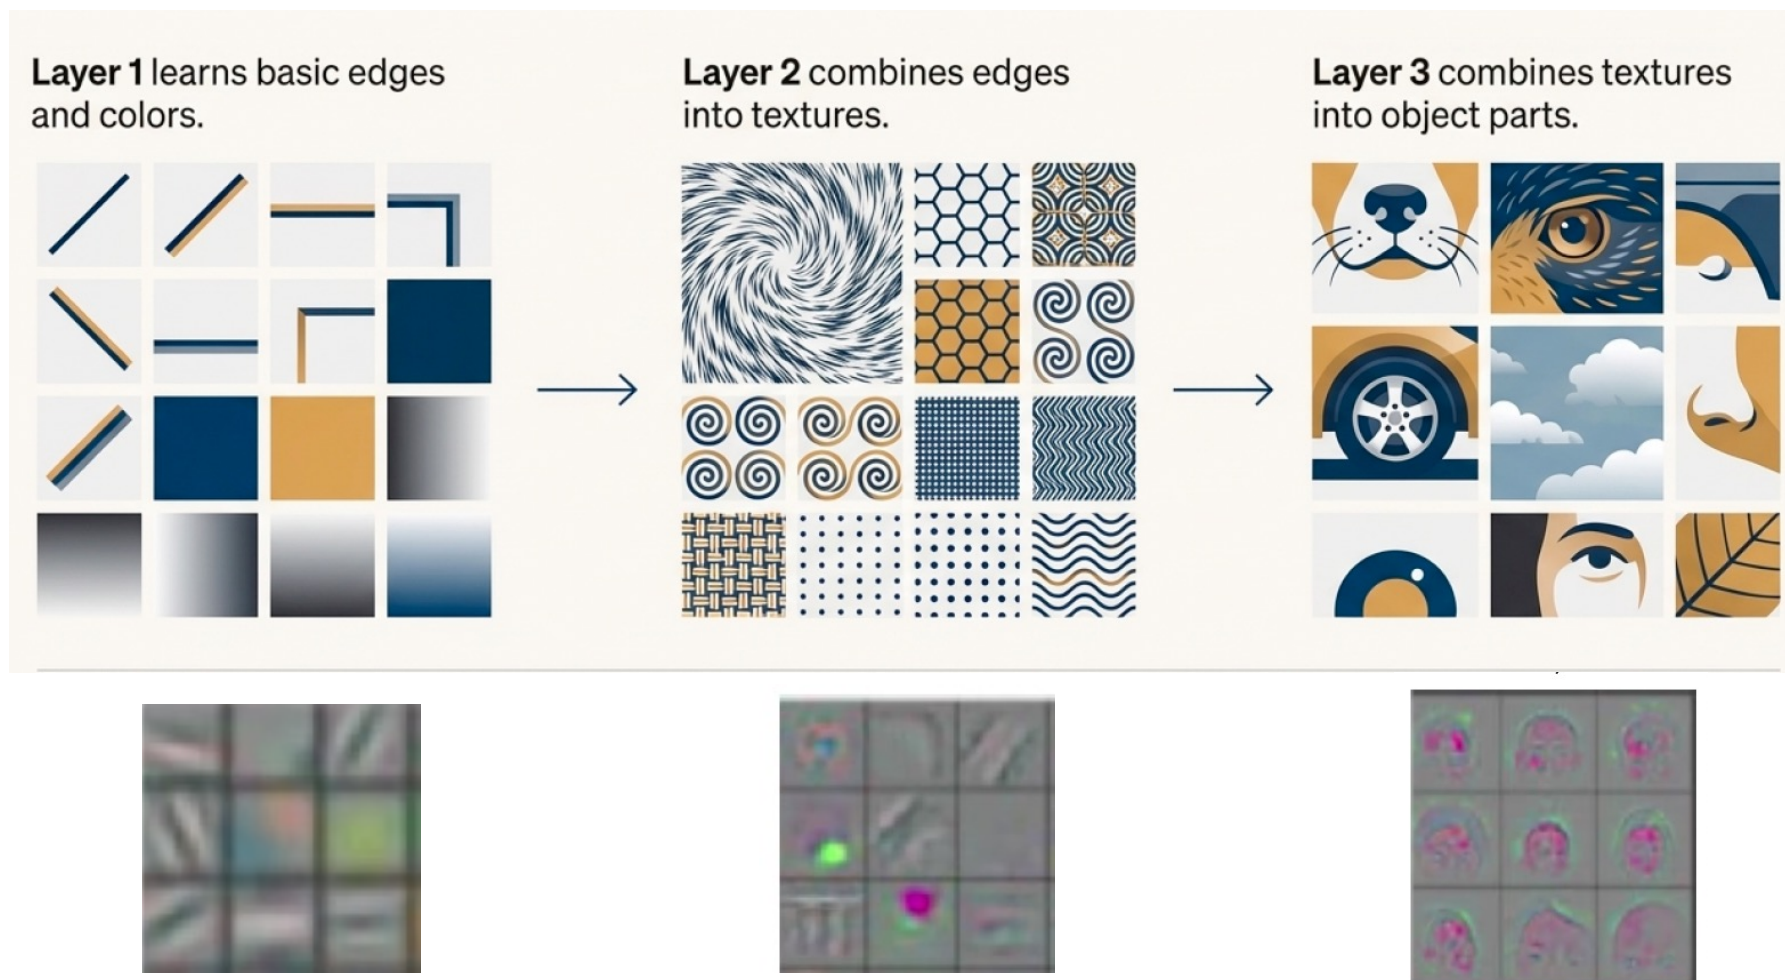 Layer 1 learns basic edges
and colors.
Layer 2 combines edges
into textures.
Layer 3 combines textures
into object parts.